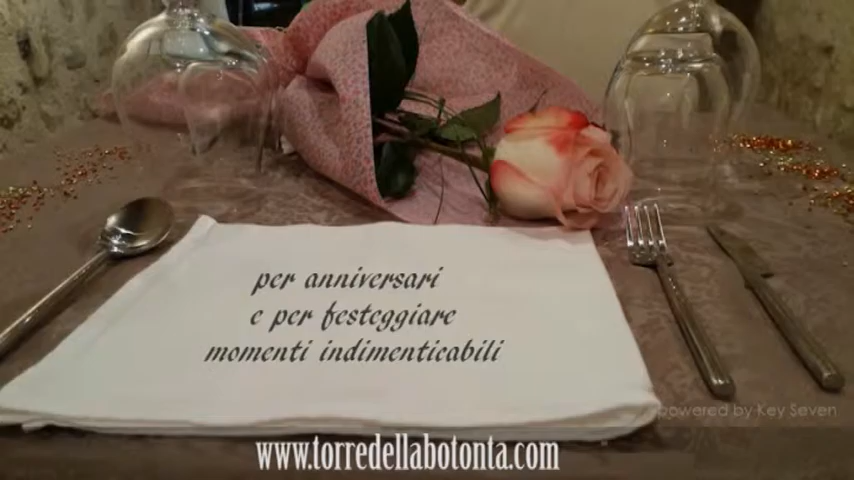 per anniversari
e per festeggiare
momenti indimenticabili
powered by Key Seven
www.torredellabotonta.com